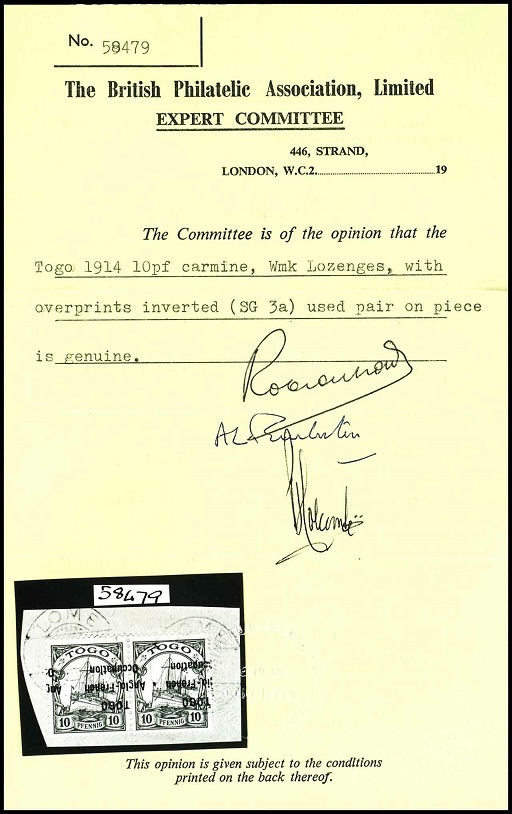 No. 58479
The British Philatelic Association, Limited
EXPERT COMMITTEE
446, STRAND,
LONDON, W.C.2. 19
The Committee is of the opinion that the
Togo 1914 10pf carmine, Wmk Lozenges, with
overprints inverted (SG 3a) used pair on piece
is genuine.
58479
LOME
TOGO TOGO
Occupation
Anglo-French
TOGO TOGO
10 PFENNIG 10 10 PFENNIG 10
This opinion is given subject to the conditions
printed on the back thereof.